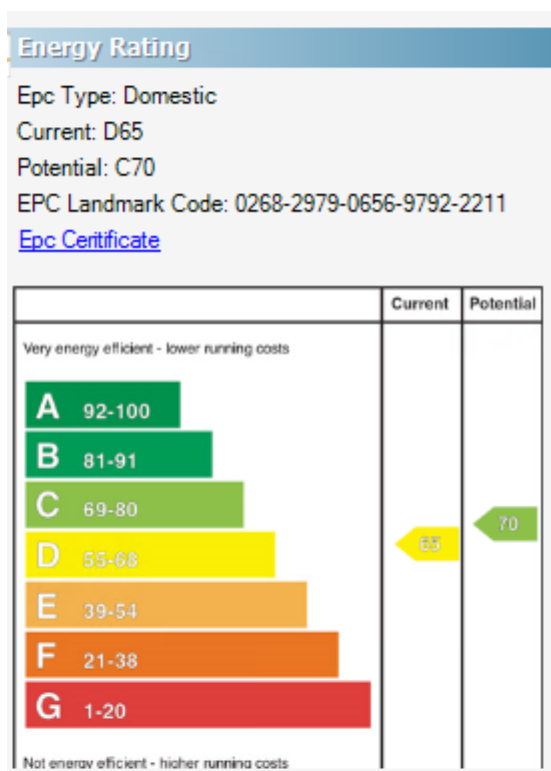 Energy Rating
Epc Type: Domestic
Current: D65
Potential: C70
EPC Landmark Code: 0268-2979-0656-9792-2211
Epc Ceritificate
Current Potential
Very energy efficient - lower running costs
A 92-100
B 81-91
C 69-80
70
D 55-68
65
E 39-54
F 21-38
G 1-20
Not energy efficient - higher running costs